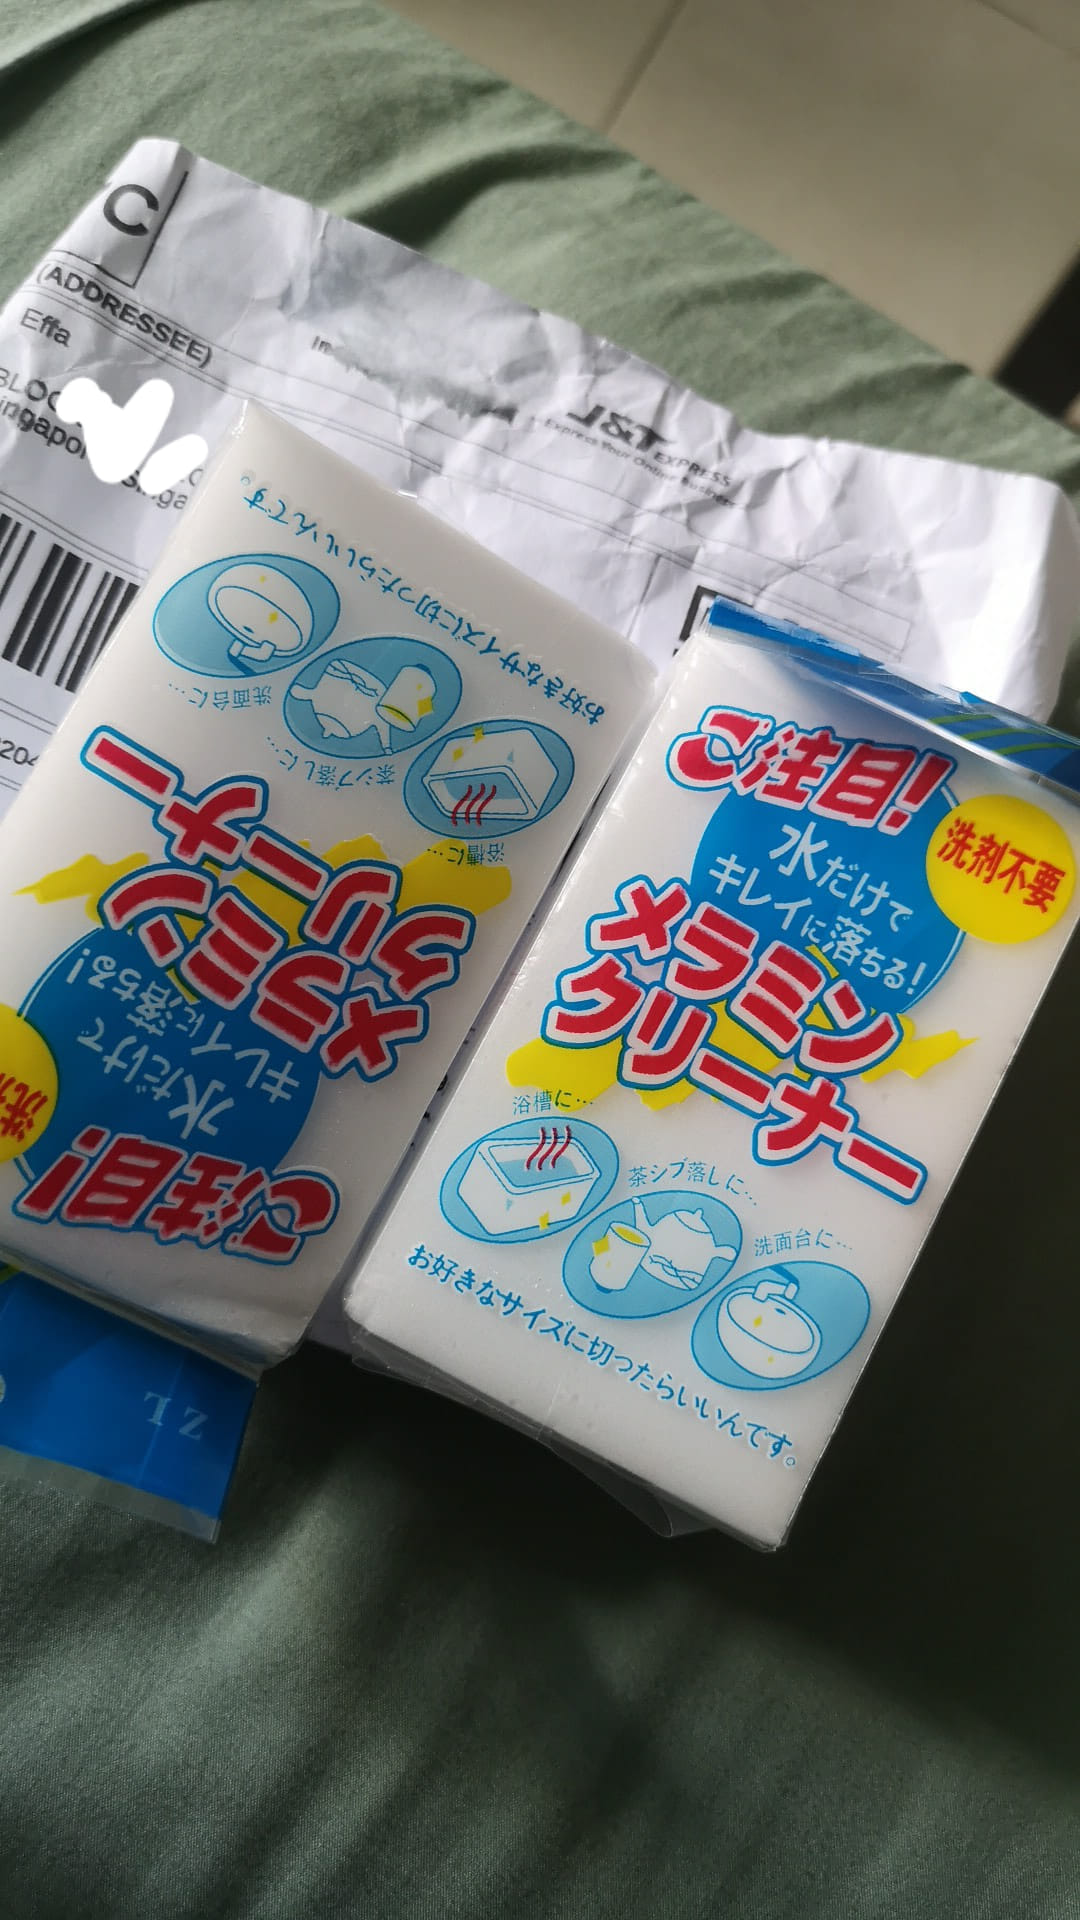 C
(ADDRESSEE)
Effa
J&T EXPRESS
Express Your Online Business
お好きなサイズに切ったらいいんです。
洗面台に…
茶シブ落しに…
浴槽に…
メラミン
クリーナー
水だけで
キレイに落ちる!
ご注目!
ZL
ご注目!
洗剤不要
水だけで
キレイに落ちる!
メラミン
クリーナー
浴槽に…
茶シブ落しに…
洗面台に…
お好きなサイズに切ったらいいんです。